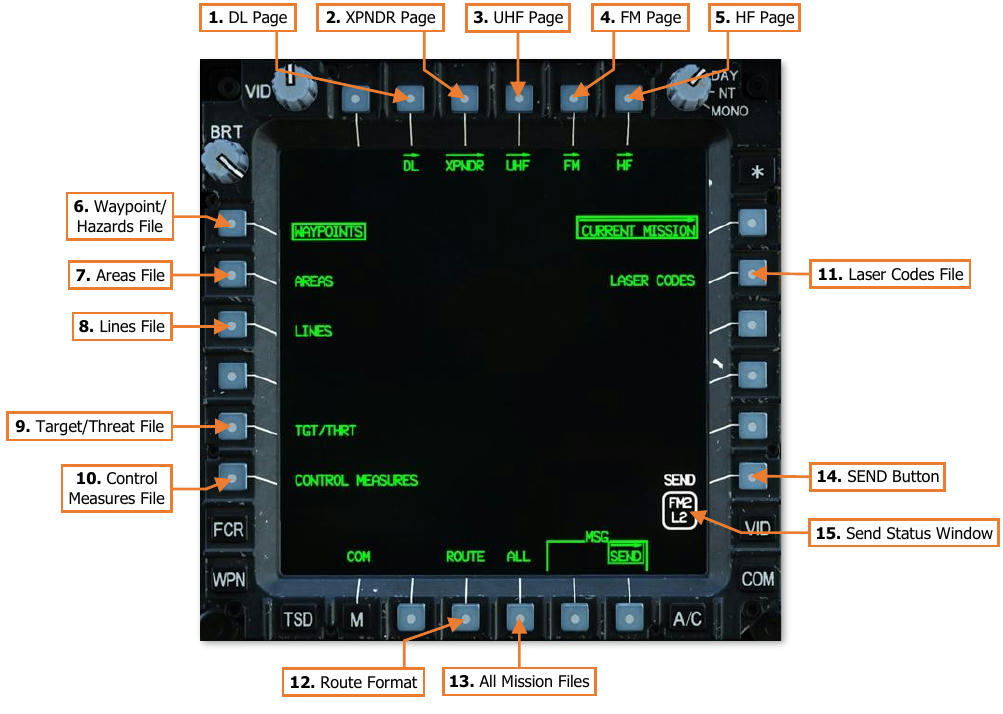 1. DL Page
2. XPNDR Page
3. UHF Page
4. FM Page
5. HF Page
VID
DAY
NT
MONO
BRT
DL
XPNDR
UHF
FM
HF
*
6. Waypoint/
Hazards File
WAYPOINTS
CURRENT MISSION
7. Areas File
AREAS
LASER CODES
11. Laser Codes File
8. Lines File
LINES
9. Target/Threat File
TGT/THRT
10. Control
Measures File
CONTROL MEASURES
SEND
14. SEND Button
FM2
L2
15. Send Status Window
FCR
VID
MSG
COM
ROUTE
ALL
SEND
WPN
COM
TSD
M
A/C
12. Route Format
13. All Mission Files